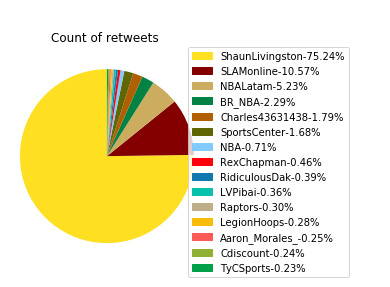 Count of retweets
ShaunLivingston-75.24%
SLAMonline-10.57%
NBALatam-5.23%
BR_NBA-2.29%
Charles43631438-1.79%
SportsCenter-1.68%
NBA-0.71%
RexChapman-0.46%
RidiculousDak-0.39%
LVPibai-0.36%
Raptors-0.30%
LegionHoops-0.28%
Aaron_Morales_-0.25%
Cdiscount-0.24%
TyCSports-0.23%